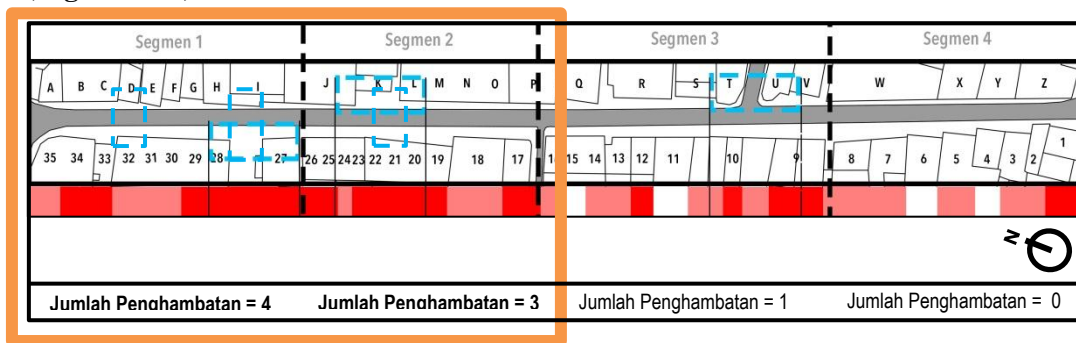 Segmen 1 Segmen 2 Segmen 3 Segmen 4
A B C D E F G H I J K L M N O P Q R S T U V W X Y Z
35 34 33 32 31 30 29 28 27 26 25 24 23 22 21 20 19 18 17 15 14 13 12 11 10 9 8 7 6 5 4 3 2 1
N
Jumlah Penghambatan = 4 Jumlah Penghambatan = 3 Jumlah Penghambatan = 1 Jumlah Penghambatan = 0